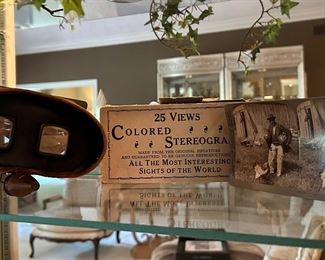 25 VIEWS
COLORED
STEREOGRA
MADE FROM THE ORIGINAL NEGATIVES
AND GUARANTEED TO BE GENUINE REPRODUCTIONS
ALL THE MOST INTERESTING
SIGHTS OF THE WORLD